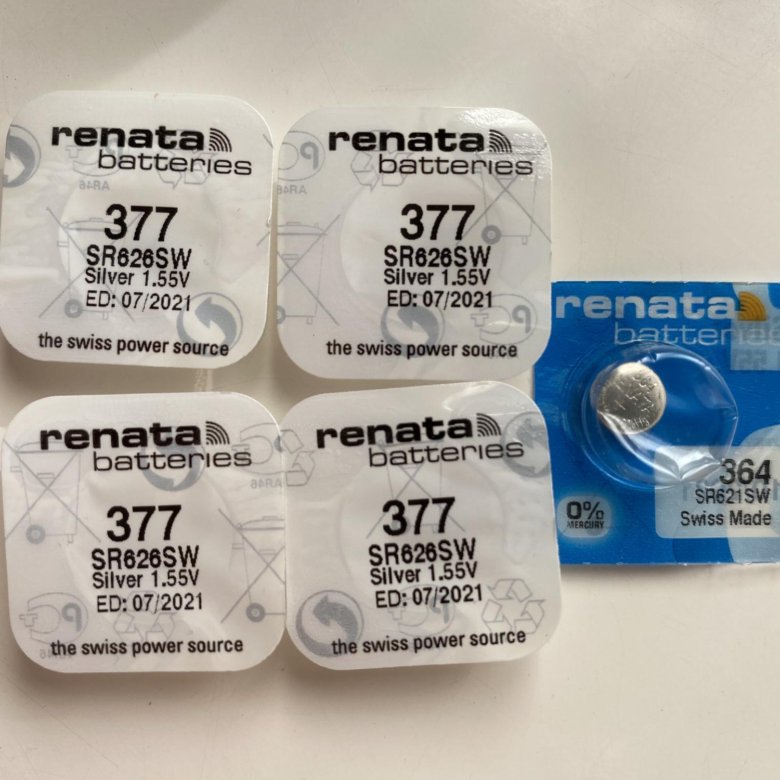 renata
batteries
377
SR626SW
Silver 1.55V
ED: 07/2021
the swiss power source
renata
batteries
377
SR626SW
Silver 1.55V
ED: 07/2021
the swiss power source
renata
batteries
364
SR621SW
Swiss Made
0%
MERCURY
renata
batteries
377
SR626SW
Silver 1.55V
ED: 07/2021
the swiss power source
renata
batteries
377
SR626SW
Silver 1.55V
ED: 07/2021
the swiss power source